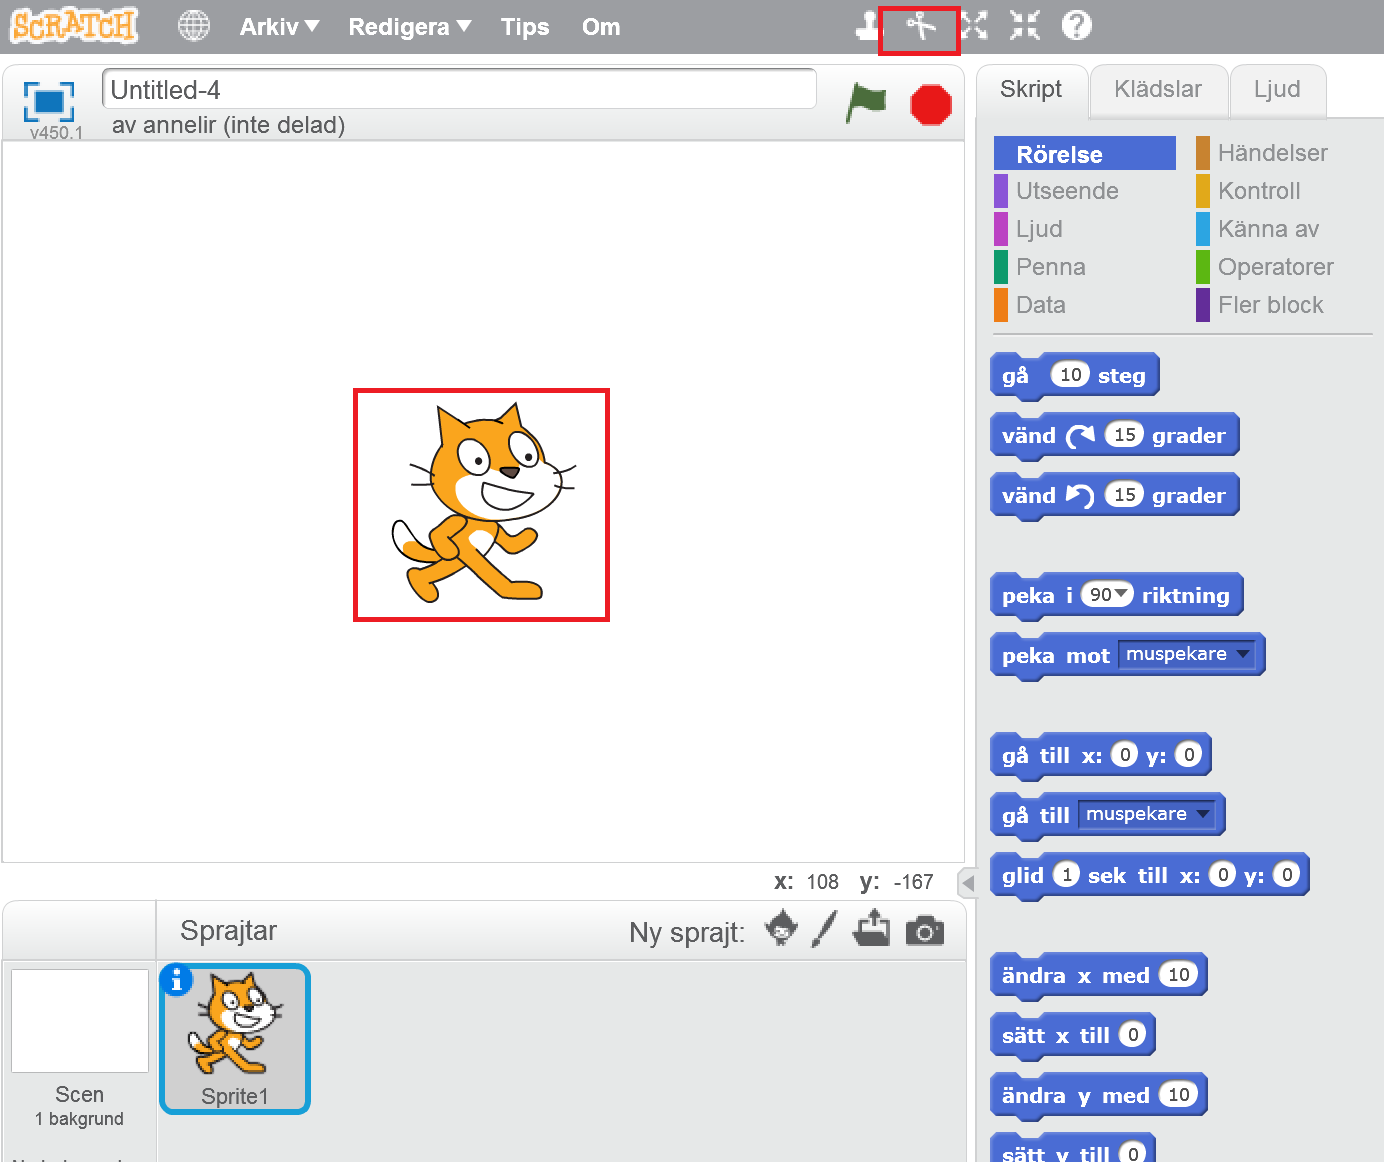 SCRATCH Arkiv Redigera Tips Om ?
Untitled-4
v450.1 av annelir (inte delad)
Skript Klädslar Ljud
Rörelse Händelser
Utseende Kontroll
Ljud Känna av
Penna Operatorer
Data Fler block
gå 10 steg
vänd 15 grader
vänd 15 grader
peka i 90 riktning
peka mot muspekare
gå till x: 0 y: 0
gå till muspekare
glid 1 sek till x: 0 y: 0
ändra x med 10
sätt x till 0
ändra y med 10
sätt y till 0
x: 108 y: -167
Sprajtar Ny sprajt:
i
Sprite1
Scen
1 bakgrund